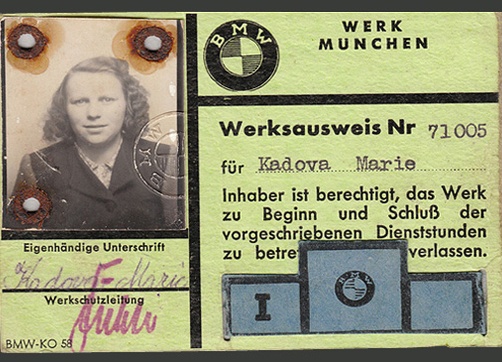 BMW
WERK
MUNCHEN
Werksausweis Nr 71005
für Kadova Marie
Inhaber ist berechtigt, das Werk
zu Beginn und Schluß der
vorgeschriebenen Dienststunden
zu betre verlassen.
Eigenhändige Unterschrift
Kadova Marie
Werkschutzleitung
BMW
I
BMW-KO 58